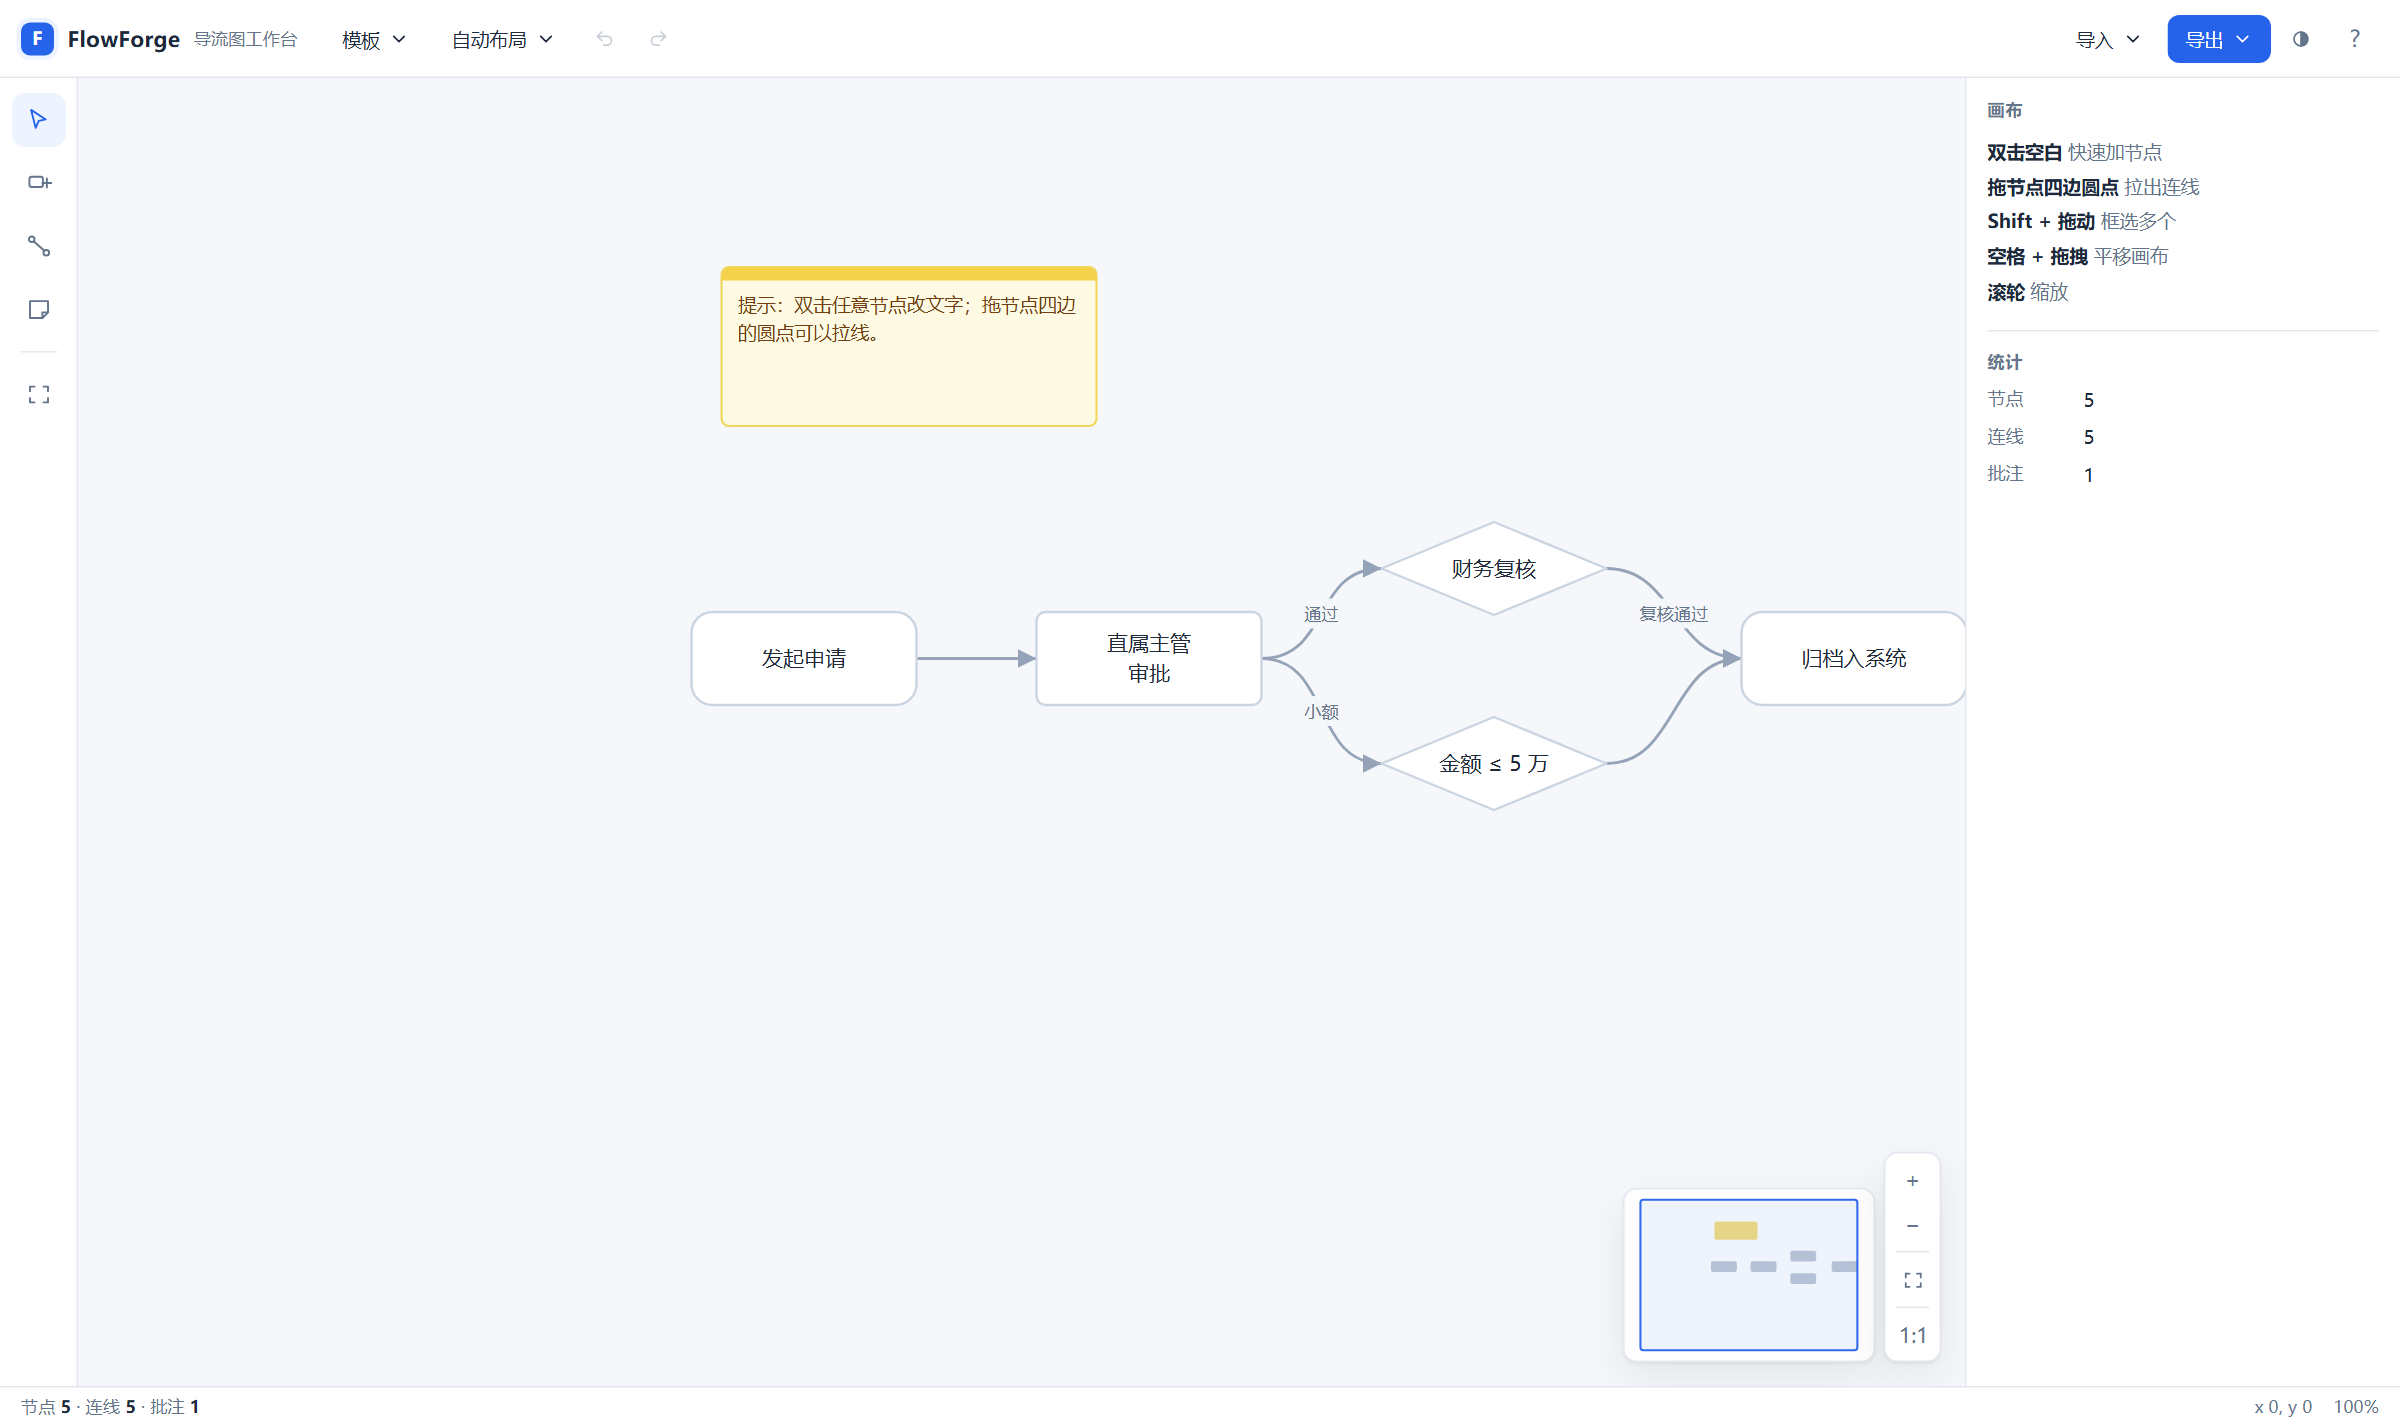 F FlowForge 导流图工作台 模板 自动布局 导入 导出 ?
画布
双击空白 快速加节点
拖节点四边圆点 拉出连线
Shift + 拖动 框选多个
空格 + 拖拽 平移画布
滚轮 缩放
统计
节点 5
连线 5
批注 1
提示：双击任意节点改文字；拖节点四边
的圆点可以拉线。
发起申请
直属主管
审批
通过
小额
财务复核
金额 ≤ 5 万
复核通过
归档入系统
+
−
1:1
节点 5 · 连线 5 · 批注 1
x 0, y 0 100%